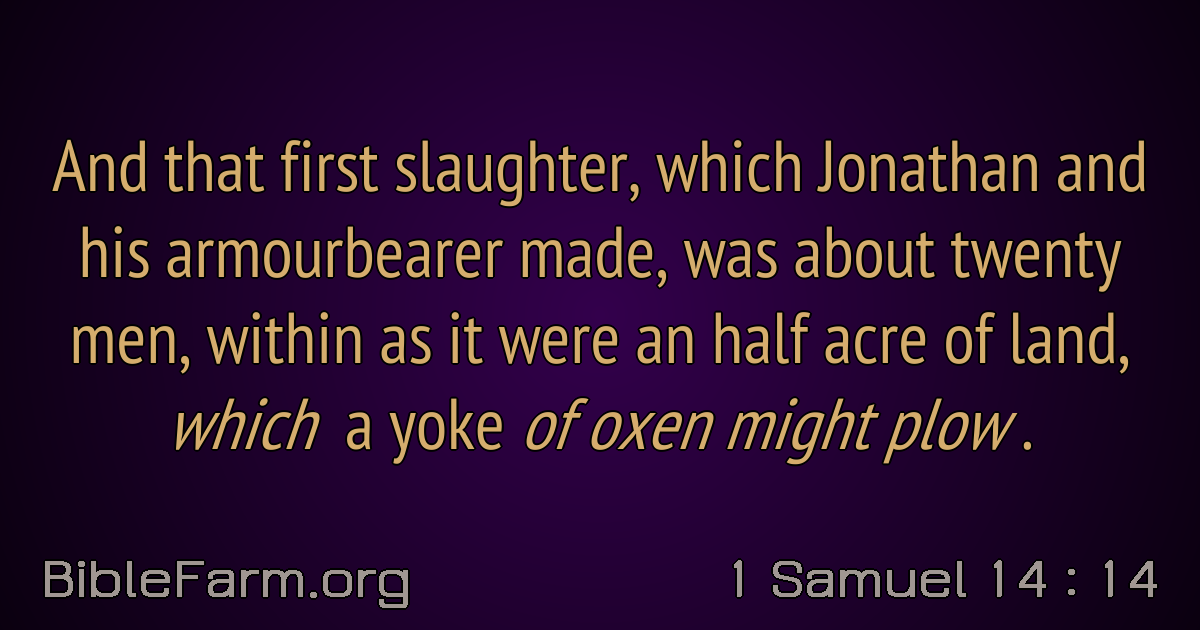 And that first slaughter, which Jonathan and
his armourbearer made, was about twenty
men, within as it were an half acre of land,
which a yoke of oxen might plow .
BibleFarm.org
1 Samuel 14 : 14